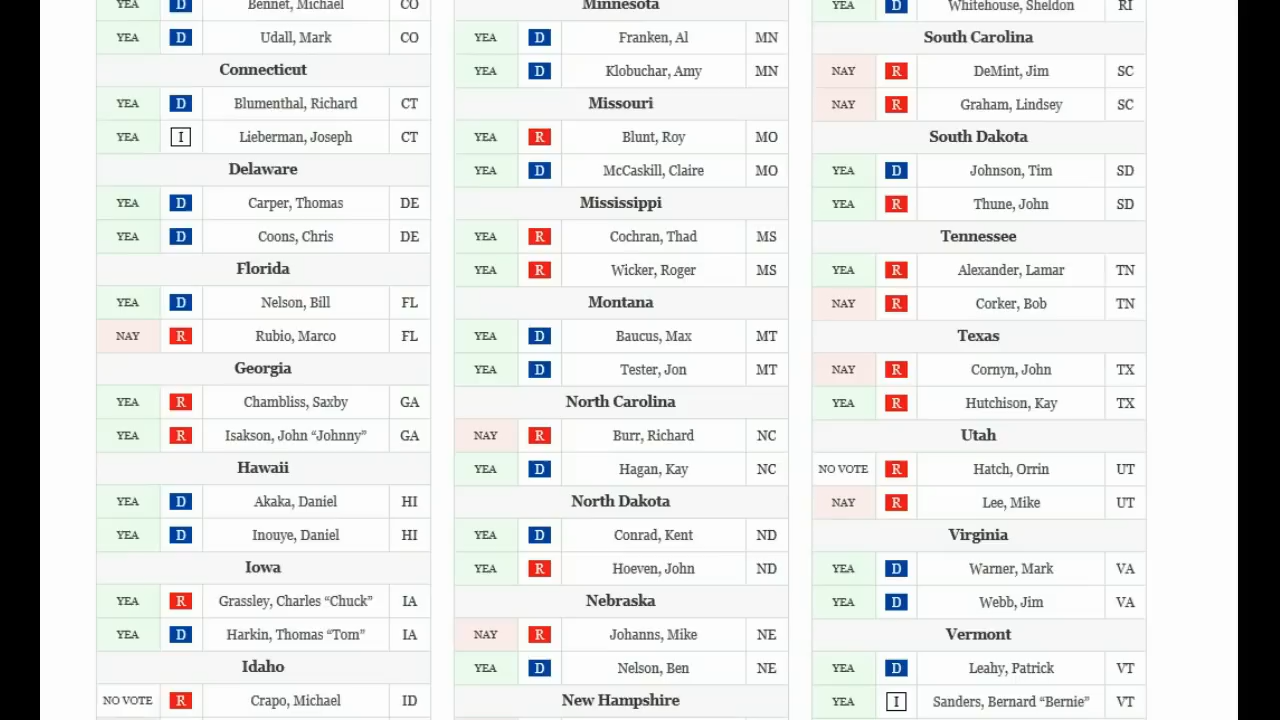 YEA D Bennet, Michael CO
YEA D Udall, Mark CO
Connecticut
YEA D Blumenthal, Richard CT
YEA I Lieberman, Joseph CT
Delaware
YEA D Carper, Thomas DE
YEA D Coons, Chris DE
Florida
YEA D Nelson, Bill FL
NAY R Rubio, Marco FL
Georgia
YEA R Chambliss, Saxby GA
YEA R Isakson, John “Johnny” GA
Hawaii
YEA D Akaka, Daniel HI
YEA D Inouye, Daniel HI
Iowa
YEA R Grassley, Charles “Chuck” IA
YEA D Harkin, Thomas “Tom” IA
Idaho
NO VOTE R Crapo, Michael ID
Minnesota
YEA D Franken, Al MN
YEA D Klobuchar, Amy MN
Missouri
YEA R Blunt, Roy MO
YEA D McCaskill, Claire MO
Mississippi
YEA R Cochran, Thad MS
YEA R Wicker, Roger MS
Montana
YEA D Baucus, Max MT
YEA D Tester, Jon MT
North Carolina
NAY R Burr, Richard NC
YEA D Hagan, Kay NC
North Dakota
YEA D Conrad, Kent ND
YEA R Hoeven, John ND
Nebraska
NAY R Johanns, Mike NE
YEA D Nelson, Ben NE
New Hampshire
YEA D Whitehouse, Sheldon RI
South Carolina
NAY R DeMint, Jim SC
NAY R Graham, Lindsey SC
South Dakota
YEA D Johnson, Tim SD
YEA R Thune, John SD
Tennessee
YEA R Alexander, Lamar TN
NAY R Corker, Bob TN
Texas
NAY R Cornyn, John TX
YEA R Hutchison, Kay TX
Utah
NO VOTE R Hatch, Orrin UT
NAY R Lee, Mike UT
Virginia
YEA D Warner, Mark VA
YEA D Webb, Jim VA
Vermont
YEA D Leahy, Patrick VT
YEA I Sanders, Bernard “Bernie” VT